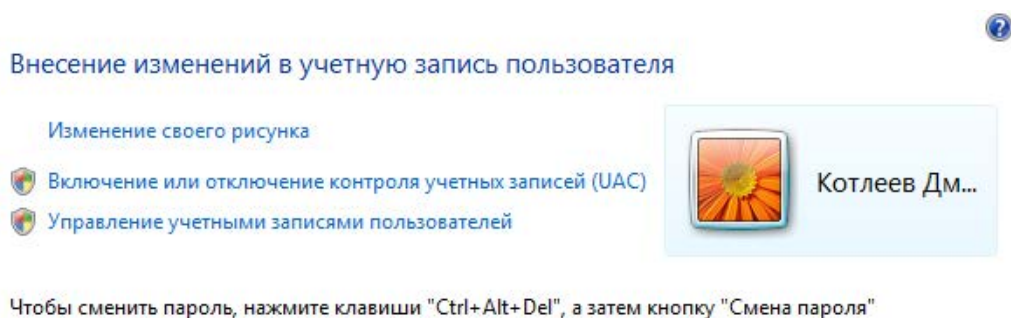 ?
Внесение изменений в учетную запись пользователя
Изменение своего рисунка
Включение или отключение контроля учетных записей (UAC)
Управление учетными записями пользователей
Котлеев Дм...
Чтобы сменить пароль, нажмите клавиши "Ctrl+Alt+Del", а затем кнопку "Смена пароля"